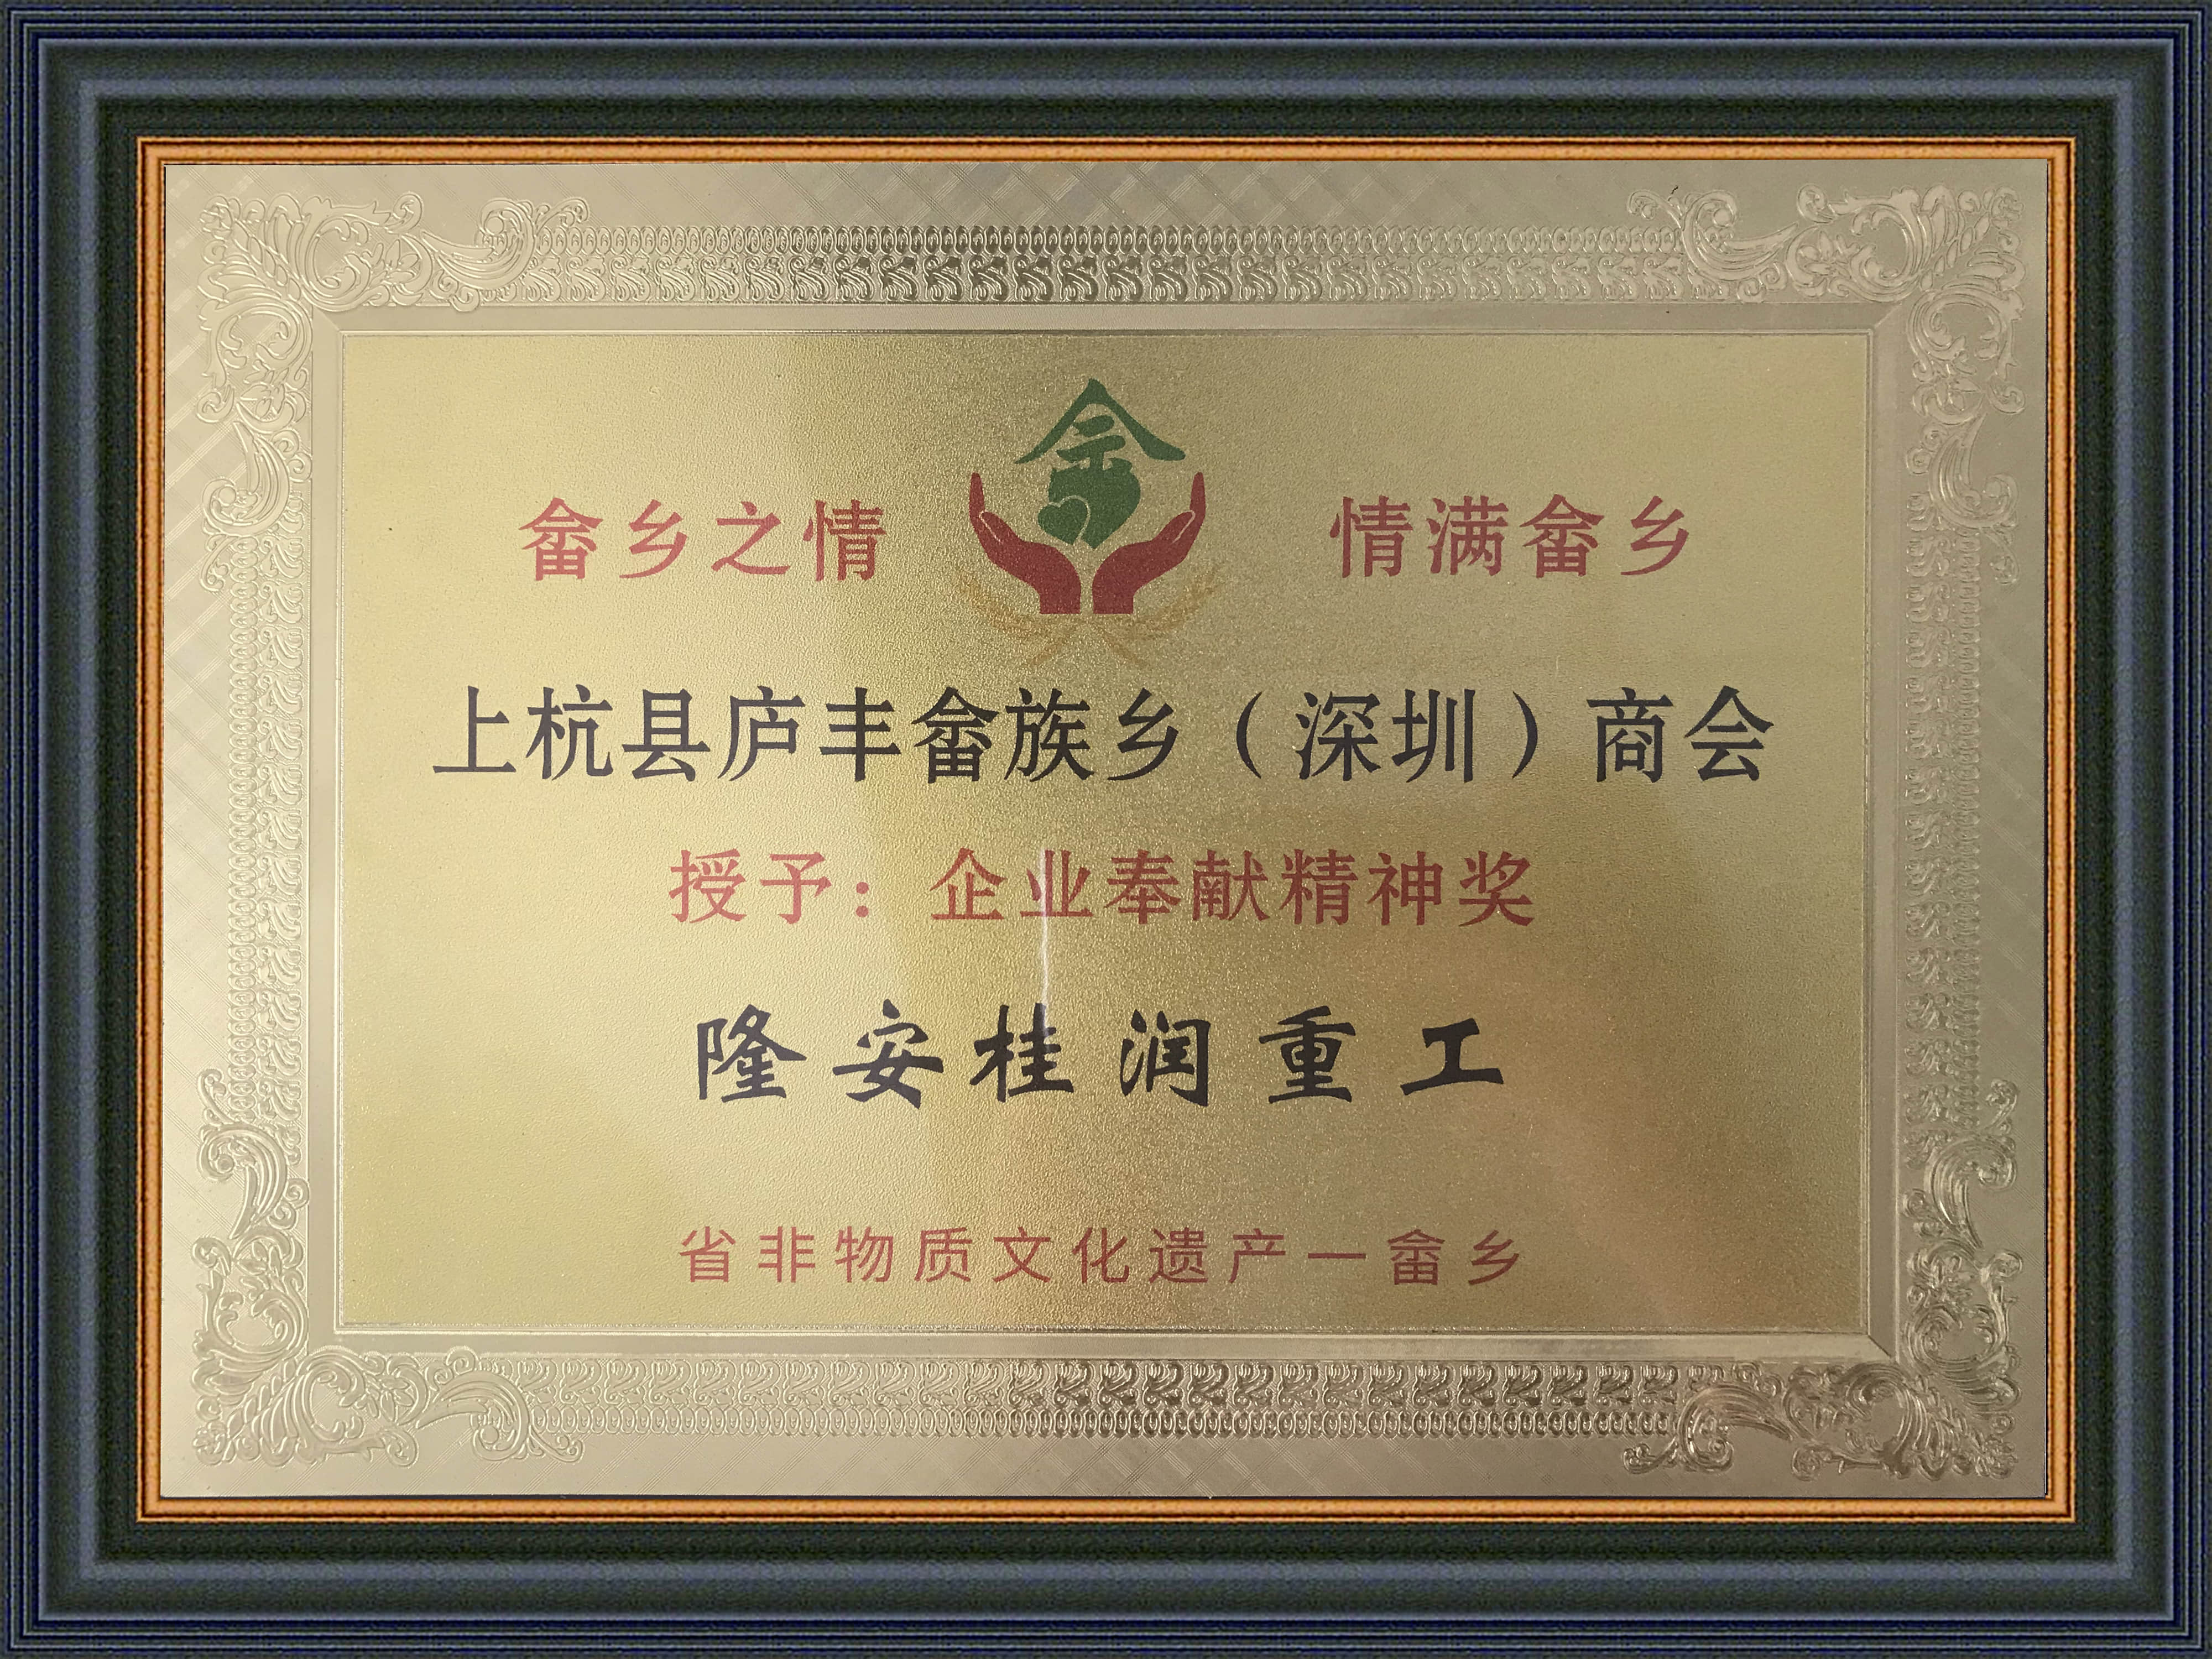 畲乡之情 情满畲乡
上杭县庐丰畲族乡（深圳）商会
授予：企业奉献精神奖
隆安桂润重工
省非物质文化遗产一畲乡